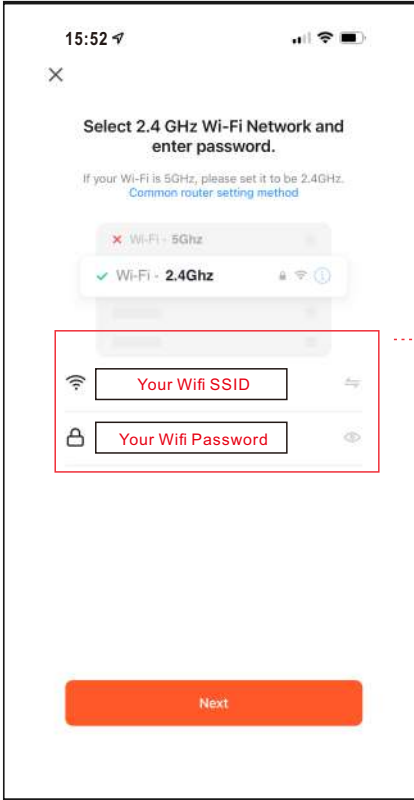 15:52
Select 2.4 GHz Wi-Fi Network and
enter password.
If your Wi-Fi is 5GHz, please set it to be 2.4GHz.
Common router setting method
Wi-Fi - 5Ghz
Wi-Fi - 2.4Ghz
Your Wifi SSID
Your Wifi Password
Next